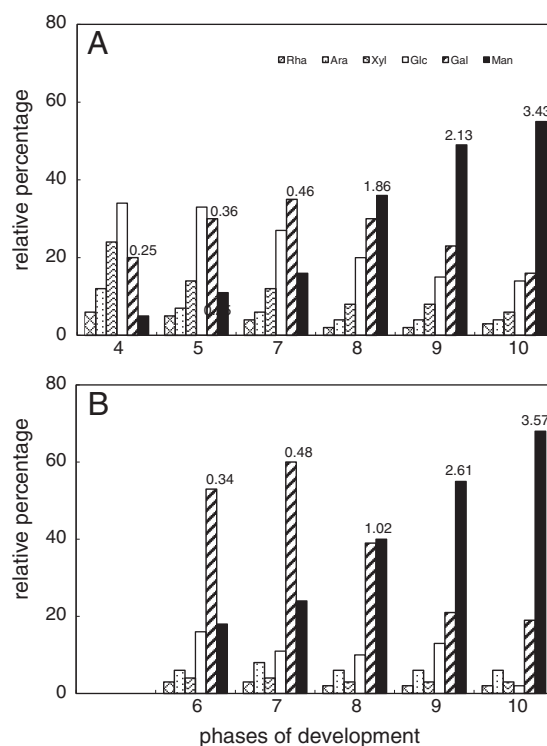 80
A
Rha Ara Xyl Glc Gal Man
3.43
60
2.13
relative percentage
40
1.86
0.46
0.36
0.25
20
0
4 5 7 8 9 10
80
B
3.57
60
0.48
2.61
0.34
relative percentage
40
1.02
20
0
6 7 8 9 10
phases of development